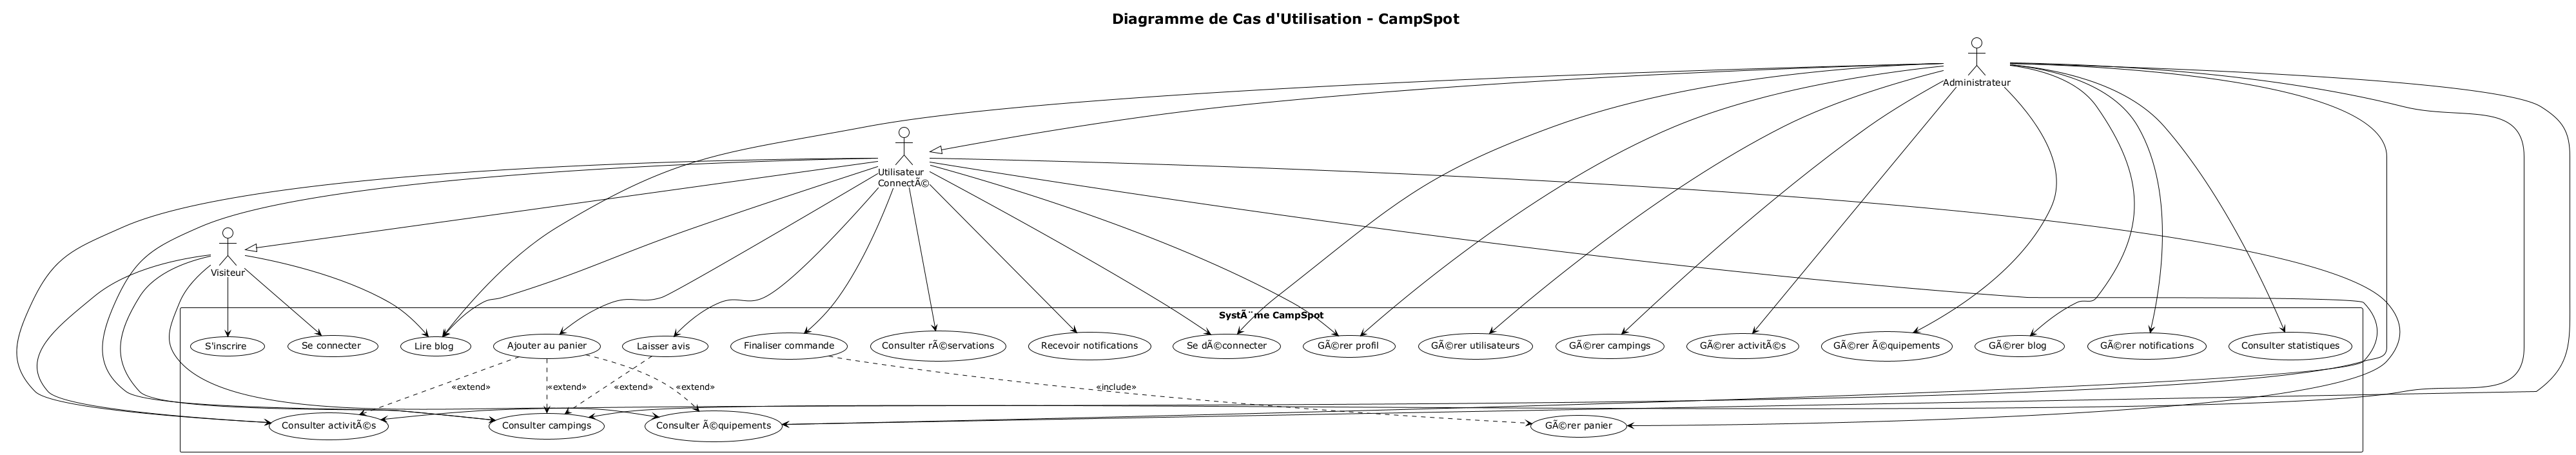 Diagramme de Cas d'Utilisation - CampSpot
Administrateur
Utilisateur
ConnectÃ©
Visiteur
SystÃ¨me CampSpot
S'inscrire
Se connecter
Lire blog
Ajouter au panier
Laisser avis
Finaliser commande
Consulter rÃ©servations
Recevoir notifications
Se dÃ©connecter
GÃ©rer profil
GÃ©rer utilisateurs
GÃ©rer campings
GÃ©rer activitÃ©s
GÃ©rer Ã©quipements
GÃ©rer blog
GÃ©rer notifications
Consulter statistiques
«extend»
«extend»
«extend»
«extend»
«include»
Consulter activitÃ©s
Consulter campings
Consulter Ã©quipements
GÃ©rer panier